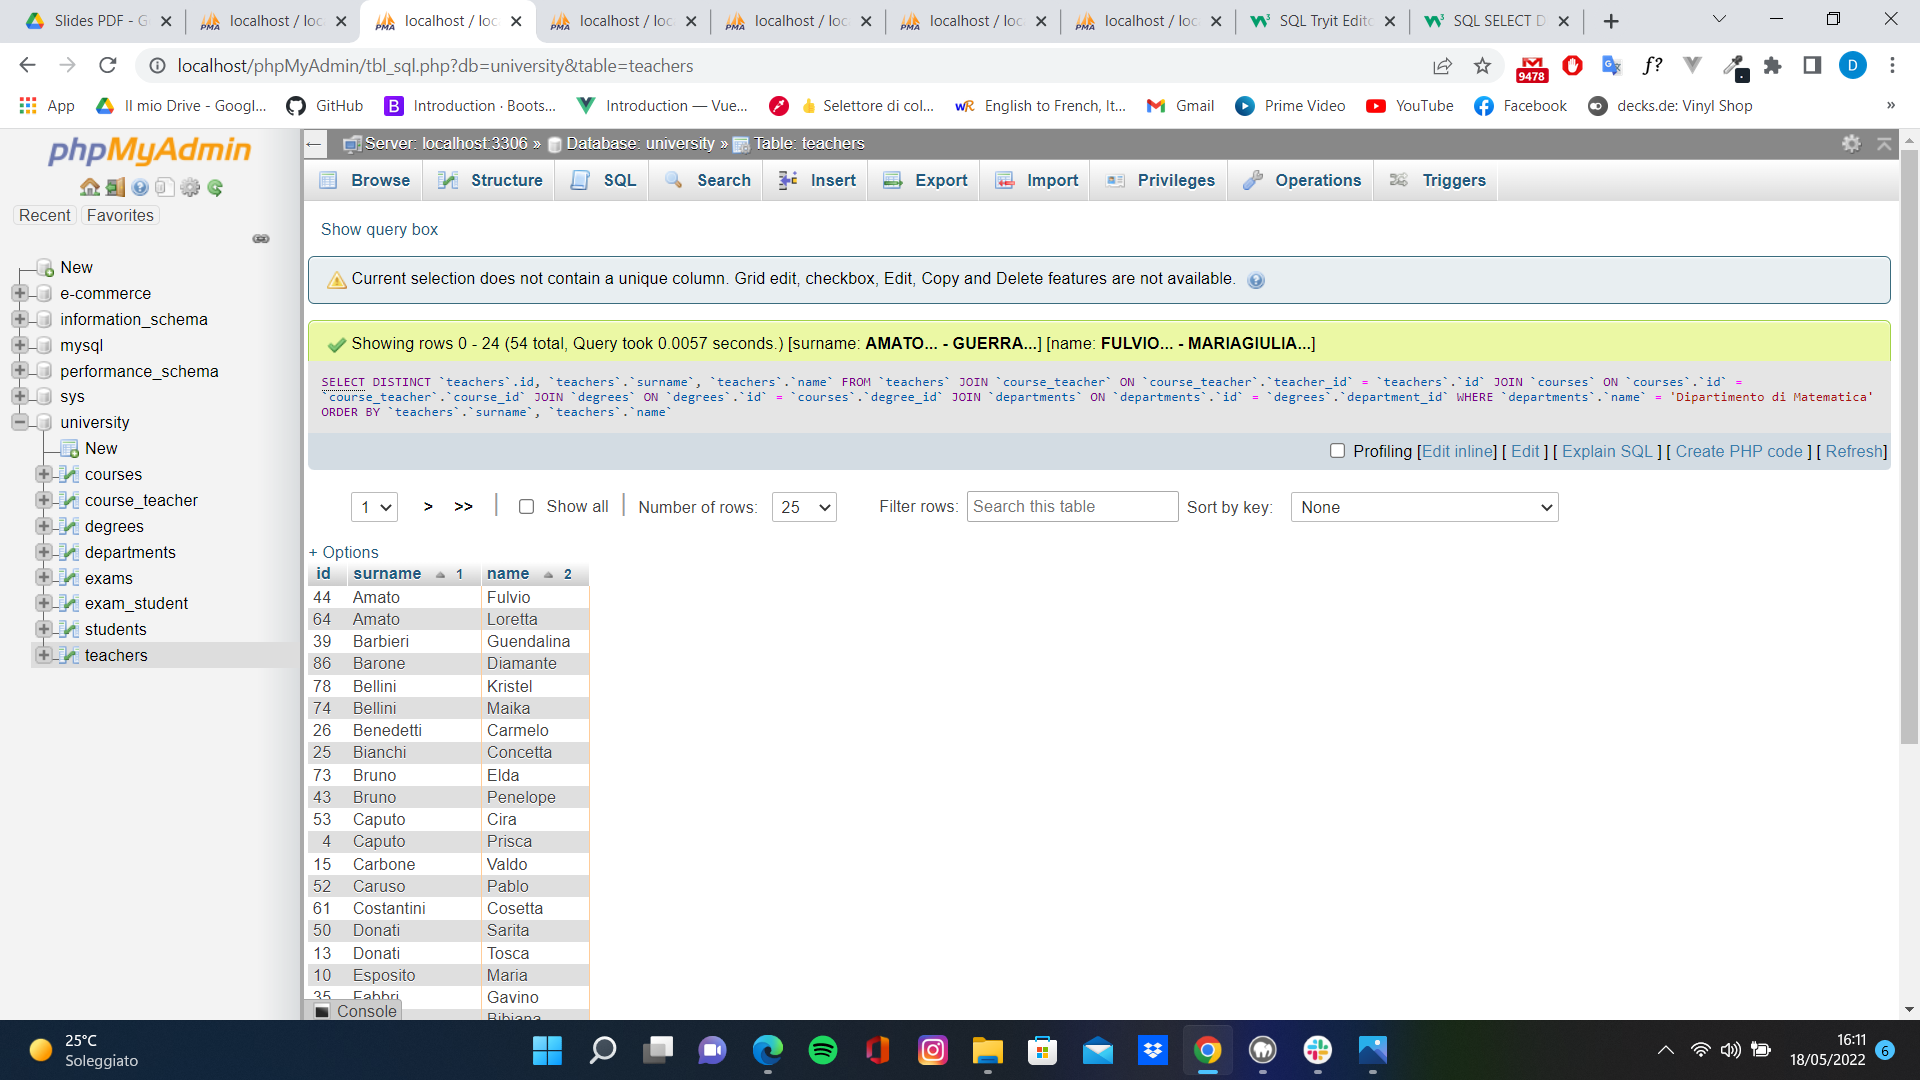 Slides PDF - G
localhost / loc
localhost / loc
localhost / loc
localhost / loc
localhost / loc
localhost / loc
SQL Tryit Edito
SQL SELECT D
localhost/phpMyAdmin/tbl_sql.php?db=university&table=teachers
9478
f?
D
App
Il mio Drive - Googl...
GitHub
Introduction · Boots...
Introduction — Vue...
Selettore di col...
English to French, It...
Gmail
Prime Video
YouTube
Facebook
decks.de: Vinyl Shop
»
phpMyAdmin
Recent
Favorites
New
e-commerce
information_schema
mysql
performance_schema
sys
university
New
courses
course_teacher
degrees
departments
exams
exam_student
students
teachers
Server: localhost:3306 » Database: university » Table: teachers
Browse
Structure
SQL
Search
Insert
Export
Import
Privileges
Operations
Triggers
Show query box
Current selection does not contain a unique column. Grid edit, checkbox, Edit, Copy and Delete features are not available.
Showing rows 0 - 24 (54 total, Query took 0.0057 seconds.) [surname: AMATO... - GUERRA...] [name: FULVIO... - MARIAGIULIA...]
SELECT DISTINCT `teachers`.id, `teachers`.`surname`, `teachers`.`name` FROM `teachers` JOIN `course_teacher` ON `course_teacher`.`teacher_id` = `teachers`.`id` JOIN `courses` ON `courses`.`id` =
`course_teacher`.`course_id` JOIN `degrees` ON `degrees`.`id` = `courses`.`degree_id` JOIN `departments` ON `departments`.`id` = `degrees`.`department_id` WHERE `departments`.`name` = 'Dipartimento di Matematica'
ORDER BY `teachers`.`surname`, `teachers`.`name`
Profiling [Edit inline] [ Edit ] [ Explain SQL ] [ Create PHP code ] [ Refresh]
1 > >> Show all Number of rows: 25 Filter rows: Search this table Sort by key: None
+ Options
id surname 1 name 2
44 Amato Fulvio
64 Amato Loretta
39 Barbieri Guendalina
86 Barone Diamante
78 Bellini Kristel
74 Bellini Maika
26 Benedetti Carmelo
25 Bianchi Concetta
73 Bruno Elda
43 Bruno Penelope
53 Caputo Cira
4 Caputo Prisca
15 Carbone Valdo
52 Caruso Pablo
61 Costantini Cosetta
50 Donati Sarita
13 Donati Tosca
10 Esposito Maria
35 Fabbri Gavino
Bibiana
Console
25°C
Soleggiato
16:11
18/05/2022
6